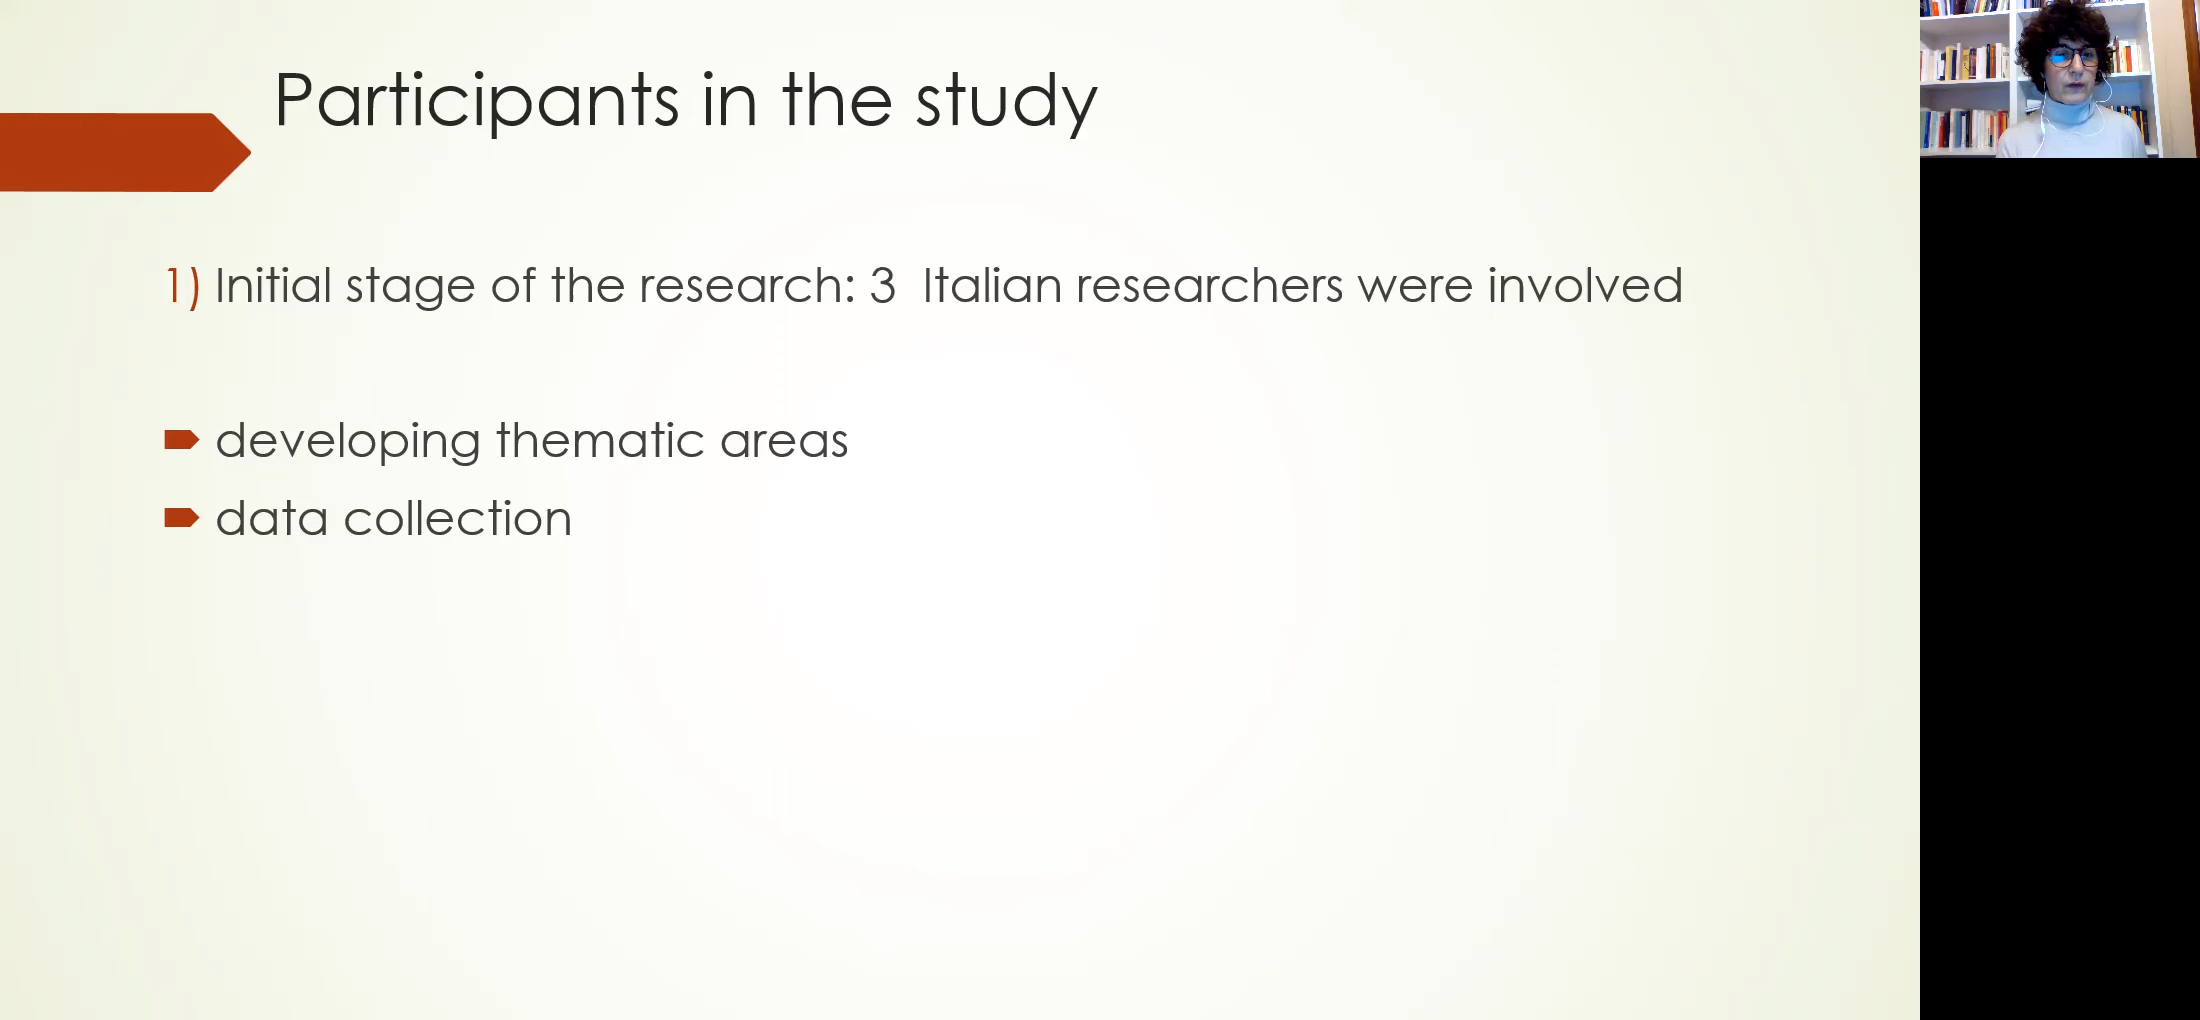 Participants in the study
1) Initial stage of the research: 3  Italian researchers were involved
developing thematic areas
data collection